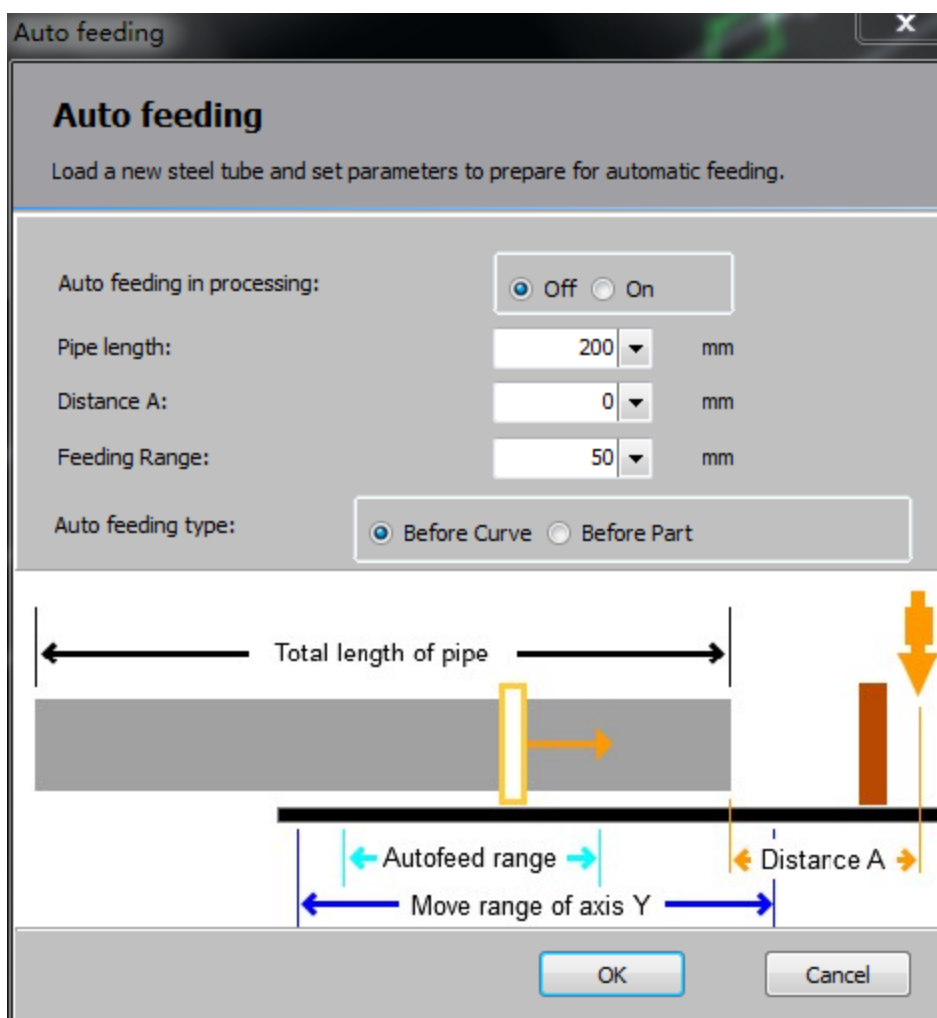 Auto feeding
x
Auto feeding
Load a new steel tube and set parameters to prepare for automatic feeding.
Auto feeding in processing:
Off On
Pipe length: 200 mm
Distance A: 0 mm
Feeding Range: 50 mm
Auto feeding type: Before Curve Before Part
Total length of pipe
Autofeed range
Distance A
Move range of axis Y
OK Cancel